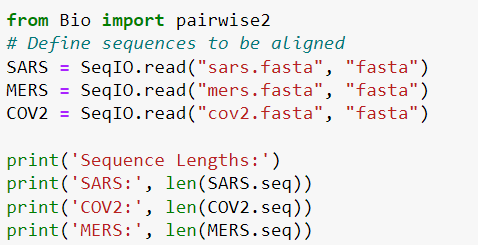 from Bio import pairwise2
# Define sequences to be aligned
SARS = SeqIO.read("sars.fasta", "fasta")
MERS = SeqIO.read("mers.fasta", "fasta")
COV2 = SeqIO.read("cov2.fasta", "fasta")
print('Sequence Lengths:')
print('SARS:', len(SARS.seq))
print('COV2:', len(COV2.seq))
print('MERS:', len(MERS.seq))